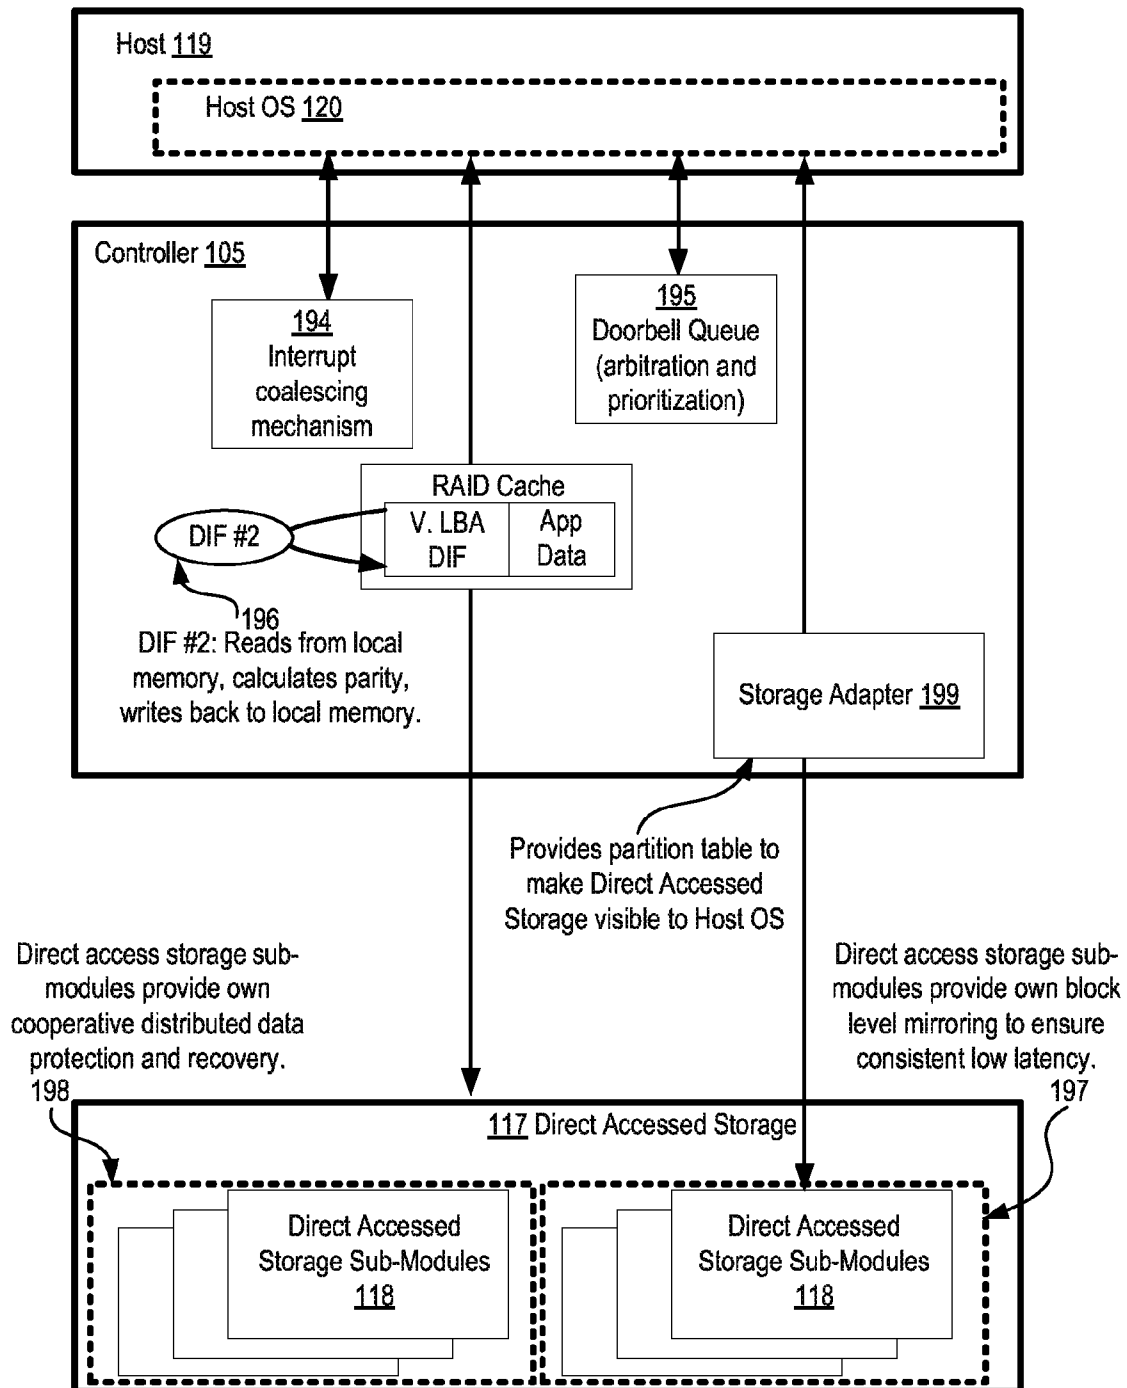 Host 119
Host OS 120
Controller 105
194
Interrupt
coalescing
mechanism
195
Doorbell Queue
(arbitration and
prioritization)
RAID Cache
V. LBA
DIF
App
Data
DIF #2
196
DIF #2: Reads from local
memory, calculates parity,
writes back to local memory.
Storage Adapter 199
Provides partition table to
make Direct Accessed
Storage visible to Host OS
Direct access storage sub-
modules provide own
cooperative distributed data
protection and recovery.
198
Direct access storage sub-
modules provide own block
level mirroring to ensure
consistent low latency.
197
117 Direct Accessed Storage
Direct Accessed
Storage Sub-Modules
118
Direct Accessed
Storage Sub-Modules
118